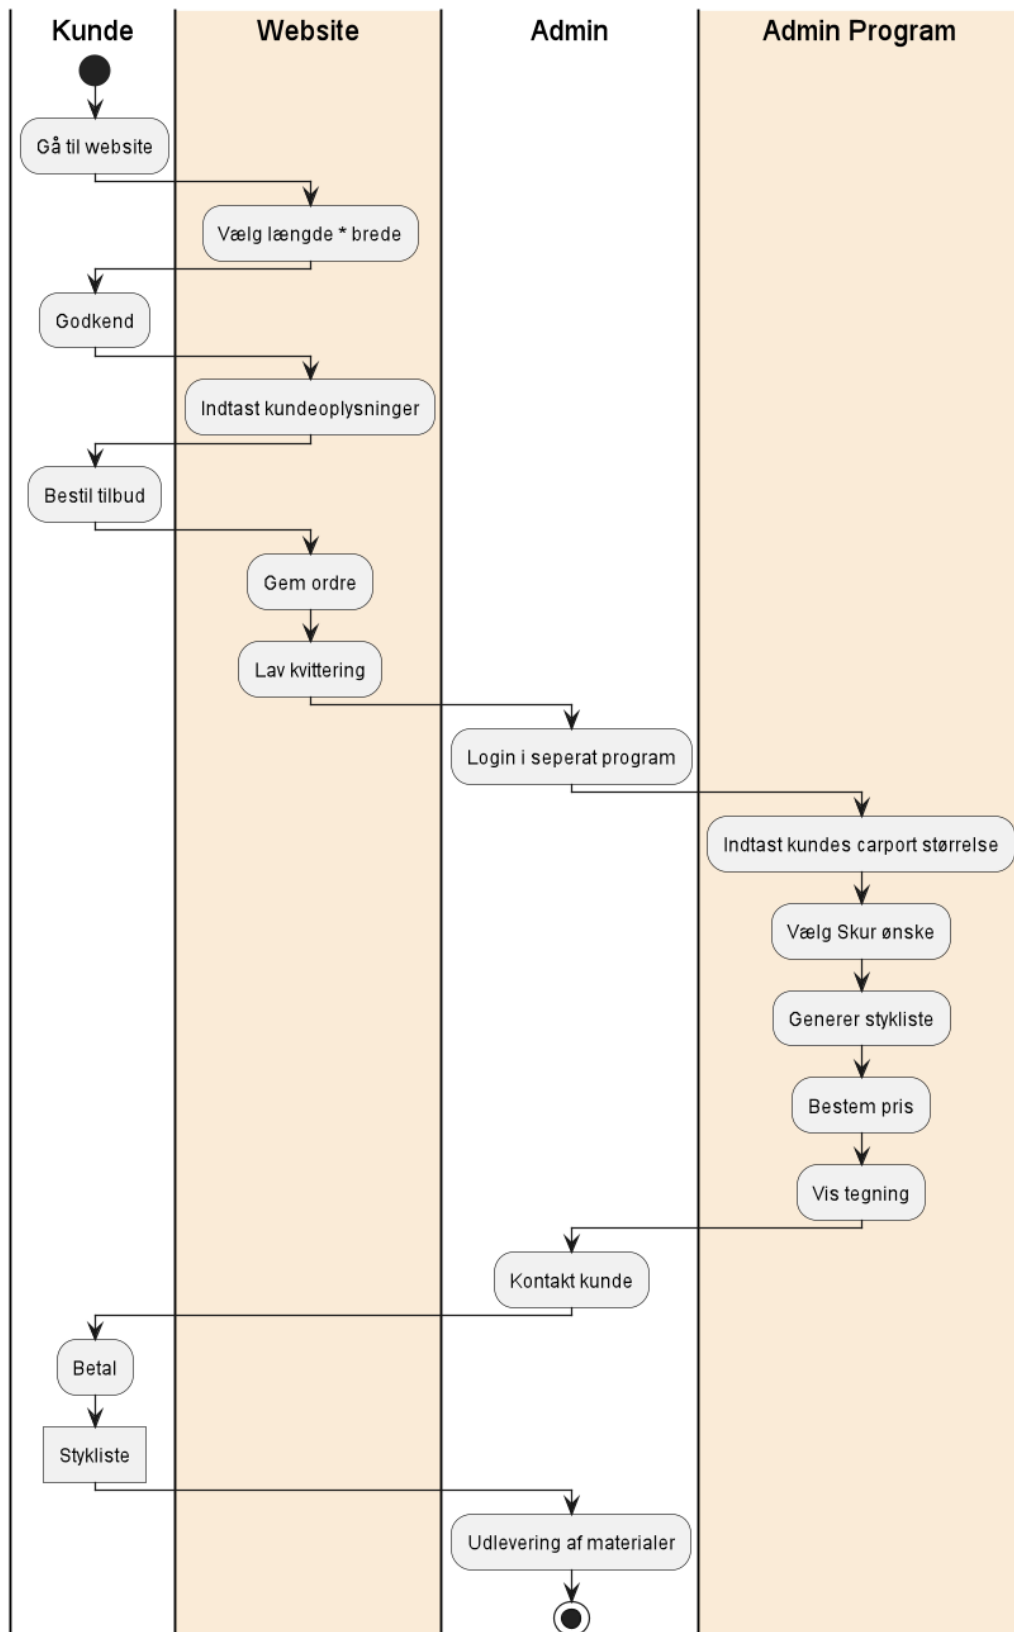 Kunde
Website
Admin
Admin Program
Gå til website
Vælg længde * brede
Godkend
Indtast kundeoplysninger
Bestil tilbud
Gem ordre
Lav kvittering
Login i seperat program
Indtast kundes carport størrelse
Vælg Skur ønske
Generer stykliste
Bestem pris
Vis tegning
Kontakt kunde
Betal
Stykliste
Udlevering af materialer